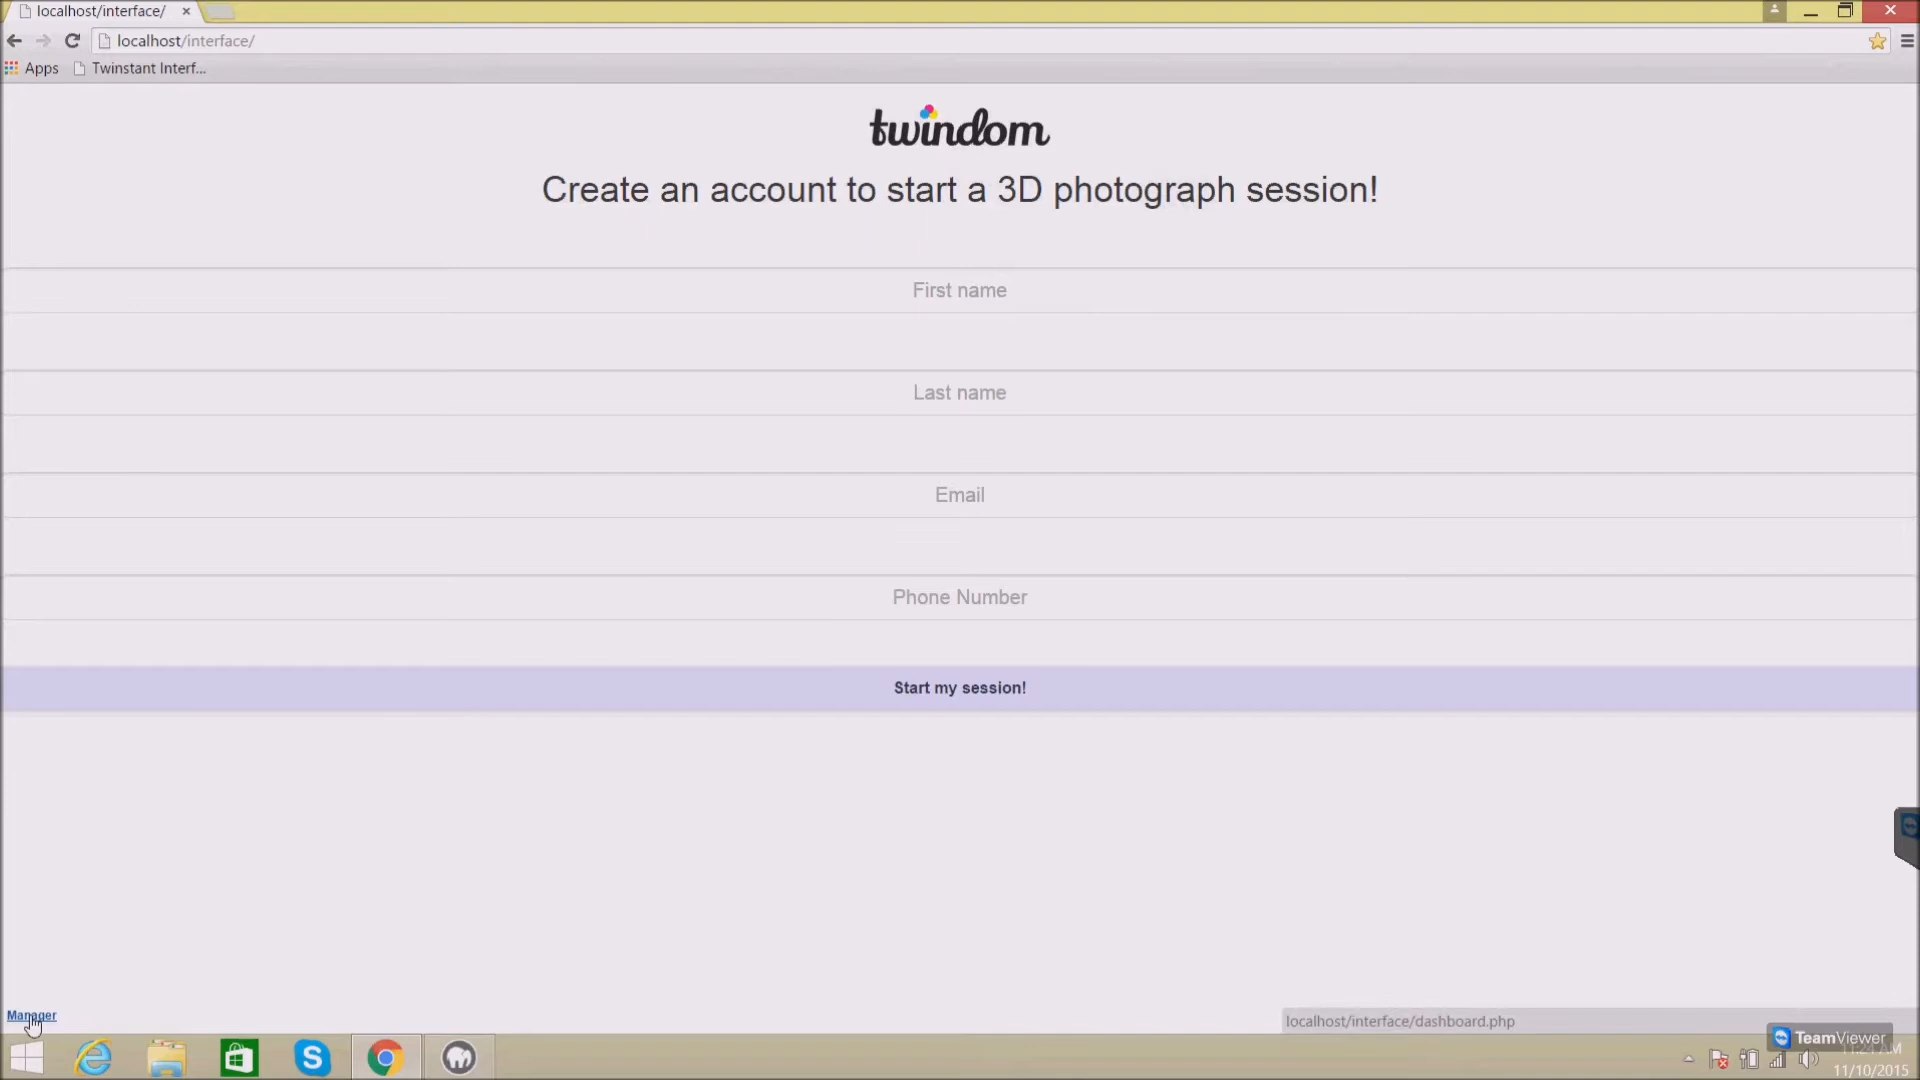 localhost/interface/
localhost/interface/
Apps
Twinstant Interf...
twindom
Create an account to start a 3D photograph session!
First name
Last name
Email
Phone Number
Start my session!
Manager
localhost/interface/dashboard.php
TeamViewer
11/10/2015